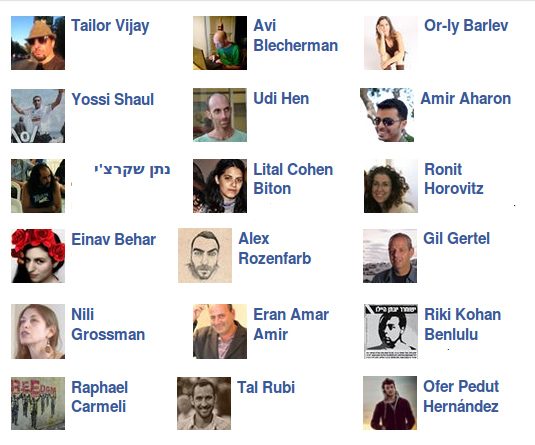 Tailor Vijay
Avi
Blecherman
Or-ly Barlev
Yossi Shaul
Udi Hen
Amir Aharon
נתן שקרצ'י
Lital Cohen
Biton
Ronit
Horovitz
Einav Behar
Alex
Rozenfarb
Gil Gertel
Nili
Grossman
Eran Amar
Amir
Riki Kohan
Benlulu
Raphael
Carmeli
Tal Rubi
Ofer Pedut
Hernández